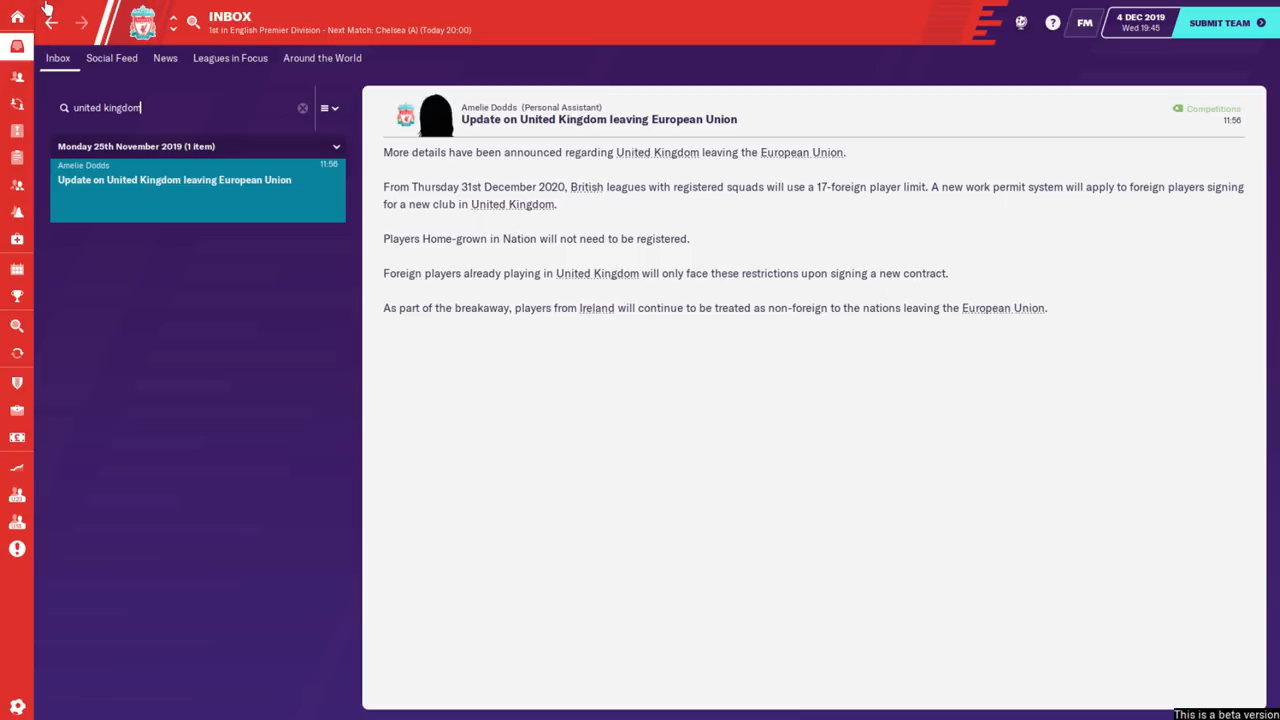 INBOX
1st in English Premier Division - Next Match: Chelsea (A) (Today 20:00)
FM
4 DEC 2019
Wed 19:45
SUBMIT TEAM
Inbox
Social Feed
News
Leagues in Focus
Around the World
united kingdom
Monday 25th November 2019 (1 item)
Amelie Dodds
11:56
Update on United Kingdom leaving European Union
Amelie Dodds (Personal Assistant)
Competitions
Update on United Kingdom leaving European Union
11:56
More details have been announced regarding United Kingdom leaving the European Union.
From Thursday 31st December 2020, British leagues with registered squads will use a 17-foreign player limit. A new work permit system will apply to foreign players signing
for a new club in United Kingdom.
Players Home-grown in Nation will not need to be registered.
Foreign players already playing in United Kingdom will only face these restrictions upon signing a new contract.
As part of the breakaway, players from Ireland will continue to be treated as non-foreign to the nations leaving the European Union.
This is a beta version